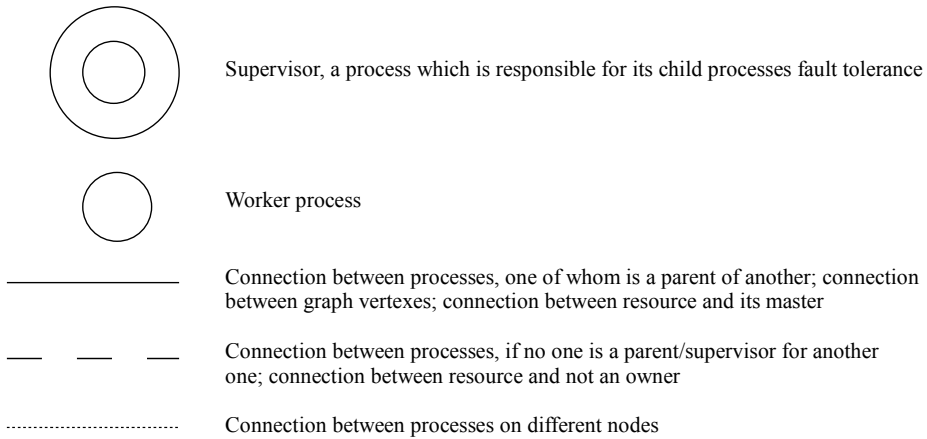 Supervisor, a process which is responsible for its child processes fault tolerance
Worker process
Connection between processes, one of whom is a parent of another; connection
between graph vertexes; connection between resource and its master
Connection between processes, if no one is a parent/supervisor for another
one; connection between resource and not an owner
Connection between processes on different nodes